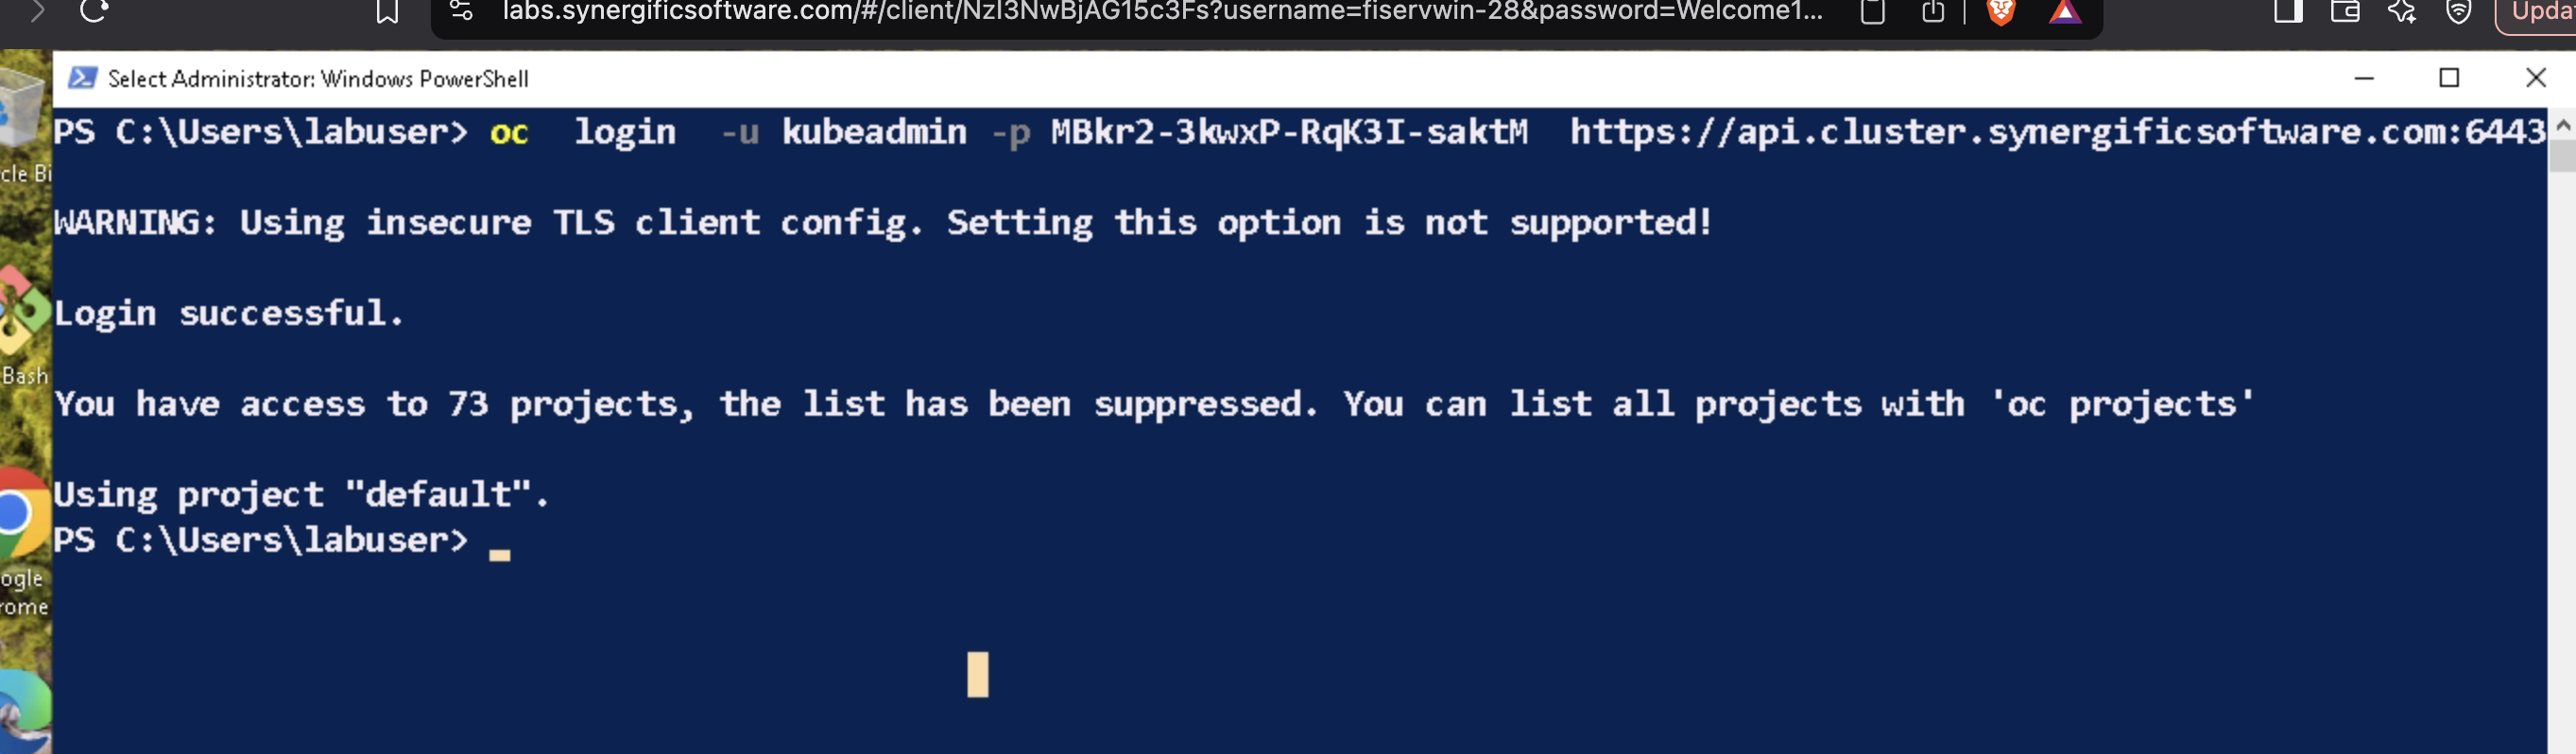 labs.synergificsoftware.com/#/client/NzI3NwBjAG15c3Fs?username=fiservwin-28&password=Welcome1...
Upda
Select Administrator: Windows PowerShell
PS C:\Users\labuser> oc  login  -u kubeadmin -p MBkr2-3kwxP-RqK3I-saktM  https://api.cluster.synergificsoftware.com:6443
cle Bi
WARNING: Using insecure TLS client config. Setting this option is not supported!
Login successful.
Bash
You have access to 73 projects, the list has been suppressed. You can list all projects with 'oc projects'
Using project "default".
PS C:\Users\labuser>
ogle
rome